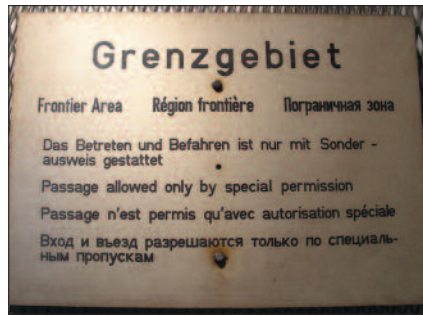 Grenzgebiet
Frontier Area Région frontière Пограничная зона
Das Betreten und Befahren ist nur mit Sonder -
ausweis gestattet
Passage allowed only by special permission
Passage n'est permis qu'avec autorisation spéciale
Вход и въезд разрешаются только по специаль-
ным пропускам